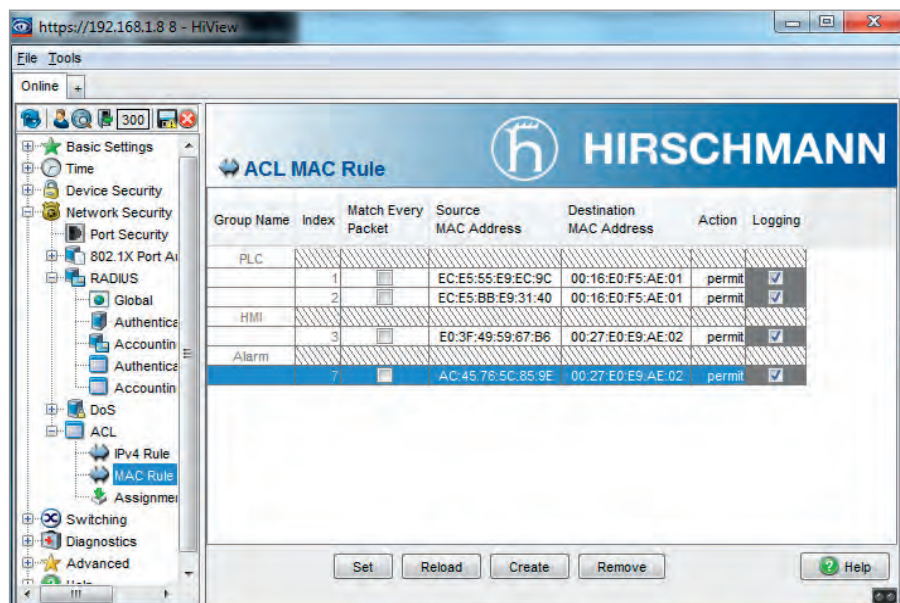 https://192.168.1.8 8 - HiView
File Tools
Online +
300
Basic Settings
Time
Device Security
Network Security
Port Security
802.1X Port Au
RADIUS
Global
Authentica
Accountin
Authentica
Accountin
DoS
ACL
IPv4 Rule
MAC Rule
Assignmen
Switching
Diagnostics
Advanced
HIRSCHMANN
ACL MAC Rule
Group Name Index Match Every Packet Source MAC Address Destination MAC Address Action Logging
PLC
1 EC:E5:55:E9:EC:9C 00:16:E0:F5:AE:01 permit
2 EC:E5:BB:E9:31:40 00:16:E0:F5:AE:01 permit
HMI
3 E0:3F:49:59:67:B6 00:27:E0:E9:AE:02 permit
Alarm
7 AC:45:76:5C:85:9E 00:27:E0:E9:AE:02 permit
Set Reload Create Remove Help